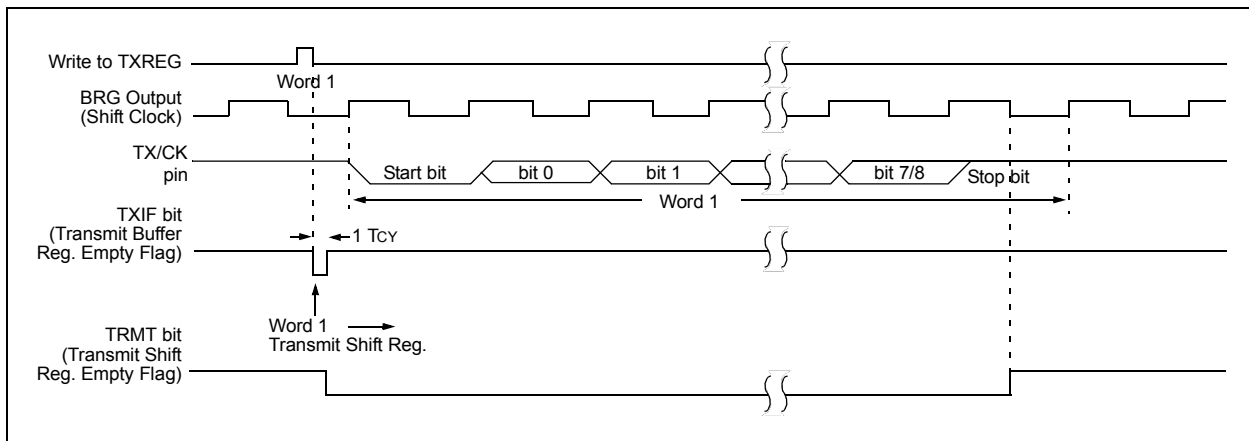 Write to TXREG
Word 1
BRG Output
(Shift Clock)
TX/CK
pin
Start bit
bit 0
bit 1
bit 7/8
Stop bit
Word 1
TXIF bit
(Transmit Buffer
Reg. Empty Flag)
1 TCY
Word 1
Transmit Shift Reg.
TRMT bit
(Transmit Shift
Reg. Empty Flag)